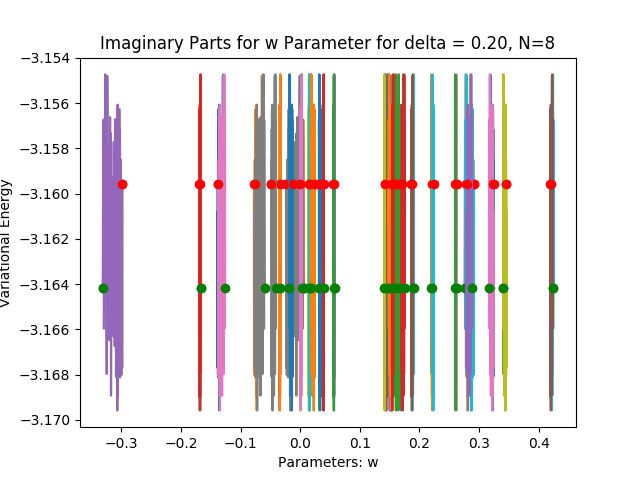 Imaginary Parts for w Parameter for delta = 0.20, N=8
−3.154
−3.156
−3.158
−3.160
−3.162
−3.164
−3.166
−3.168
−3.170
Variational Energy
−0.3 −0.2 −0.1 0.0 0.1 0.2 0.3 0.4
Parameters: w